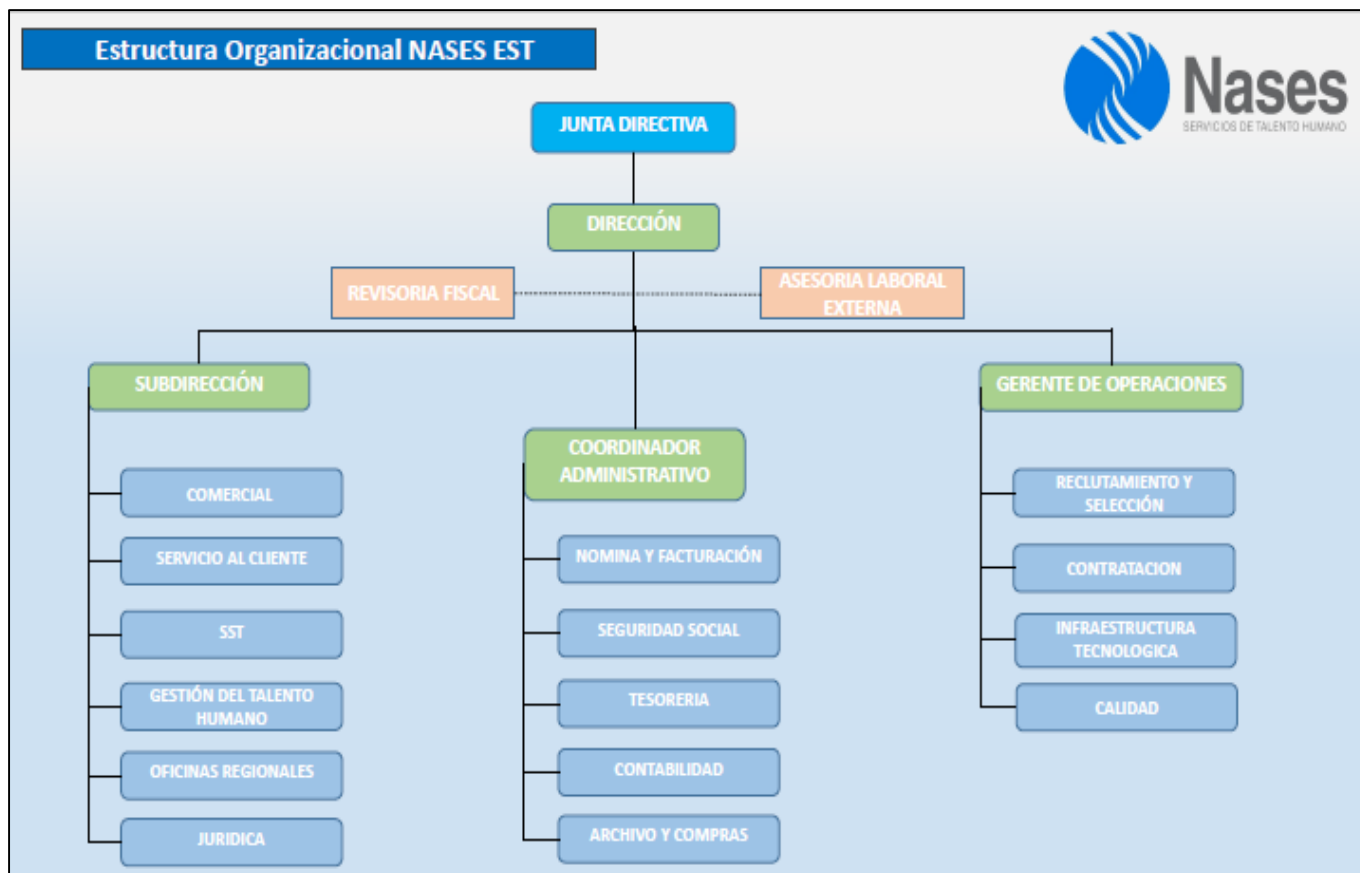 Estructura Organizacional NASES EST
Nases
SERVICIOS DE TALENTO HUMANO
JUNTA DIRECTIVA
DIRECCIÓN
REVISORIA FISCAL
ASESORIA LABORAL
EXTERNA
SUBDIRECCIÓN
COMERCIAL
SERVICIO AL CLIENTE
SST
GESTIÓN DEL TALENTO
HUMANO
OFICINAS REGIONALES
JURIDICA
COORDINADOR
ADMINISTRATIVO
NOMINA Y FACTURACIÓN
SEGURIDAD SOCIAL
TESORERIA
CONTABILIDAD
ARCHIVO Y COMPRAS
GERENTE DE OPERACIONES
RECLUTAMIENTO Y
SELECCIÓN
CONTRATACION
INFRAESTRUCTURA
TECNOLOGICA
CALIDAD